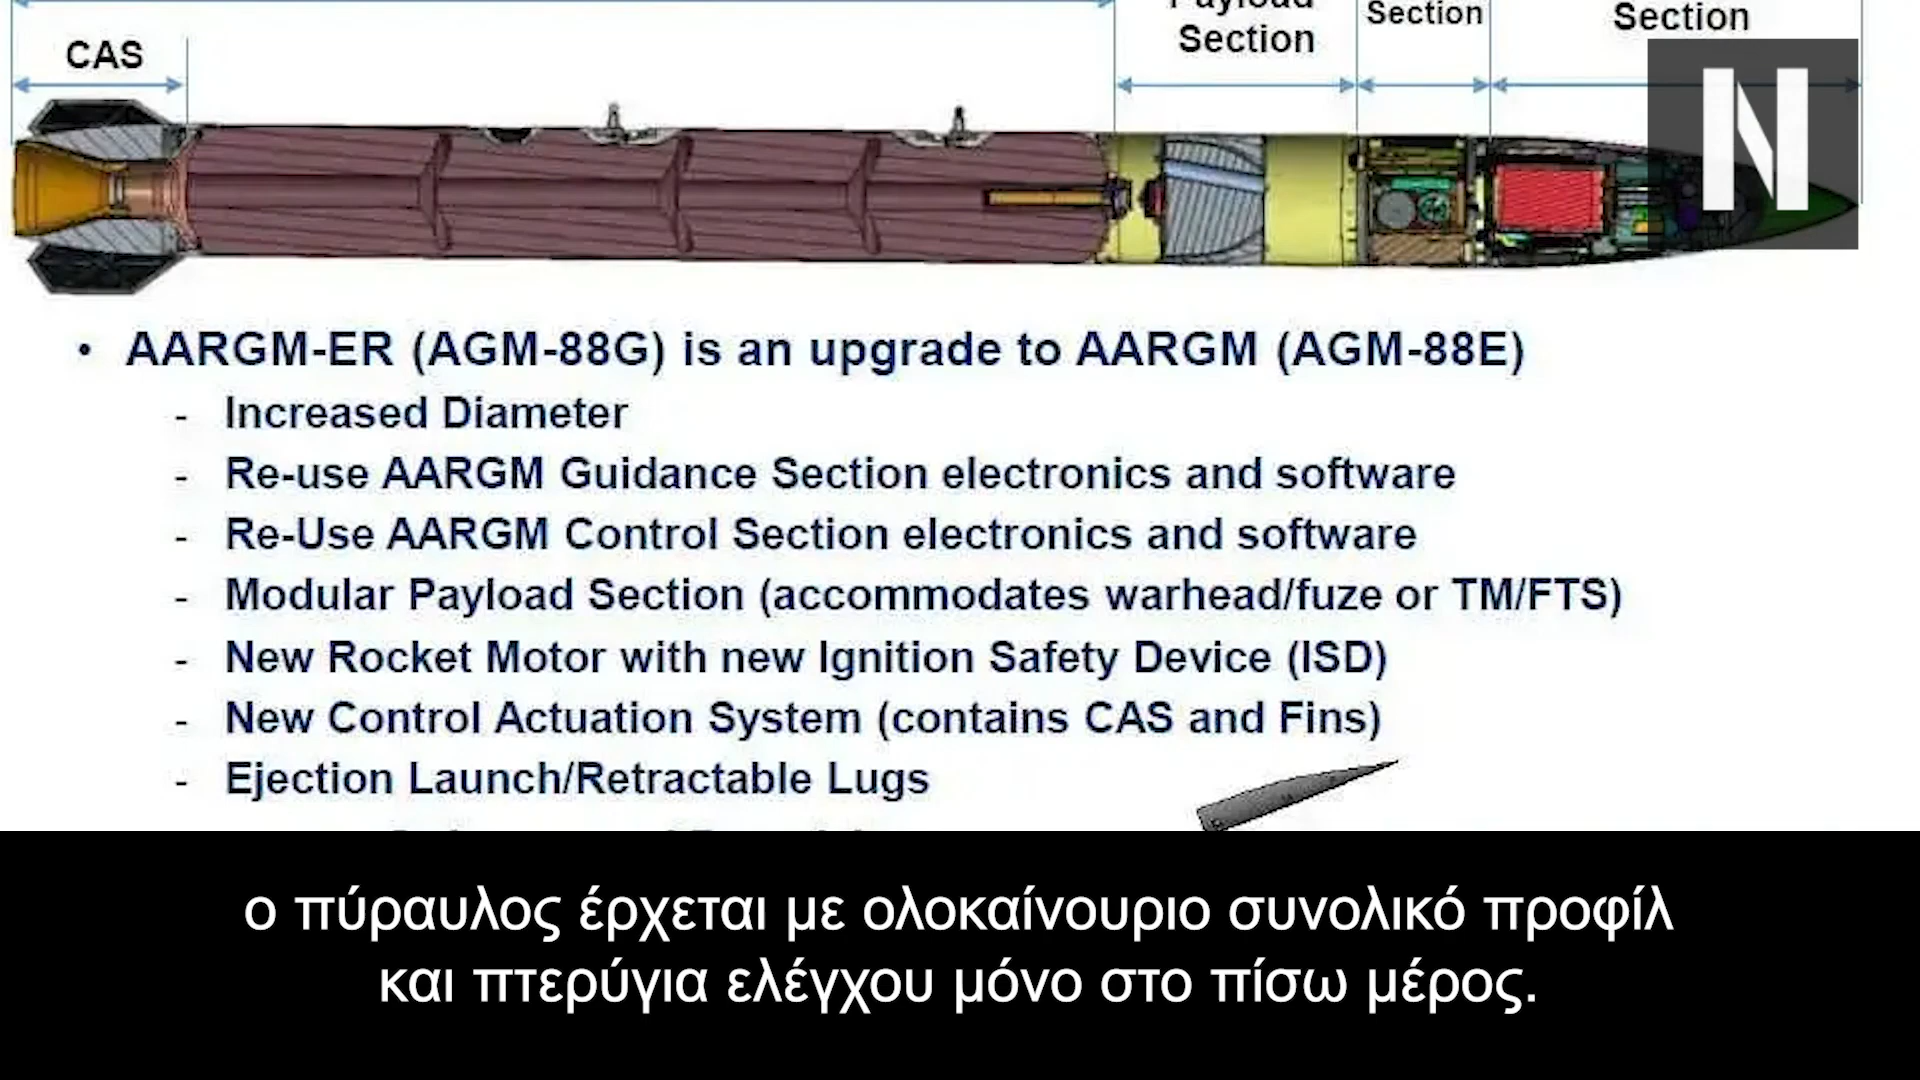 Payload
Section
Section
Section
CAS
N
• AARGM-ER (AGM-88G) is an upgrade to AARGM (AGM-88E)
- Increased Diameter
- Re-use AARGM Guidance Section electronics and software
- Re-Use AARGM Control Section electronics and software
- Modular Payload Section (accommodates warhead/fuze or TM/FTS)
- New Rocket Motor with new Ignition Safety Device (ISD)
- New Control Actuation System (contains CAS and Fins)
- Ejection Launch/Retractable Lugs
ο πύραυλος έρχεται με ολοκαίνουριο συνολικό προφίλ
και πτερύγια ελέγχου μόνο στο πίσω μέρος.